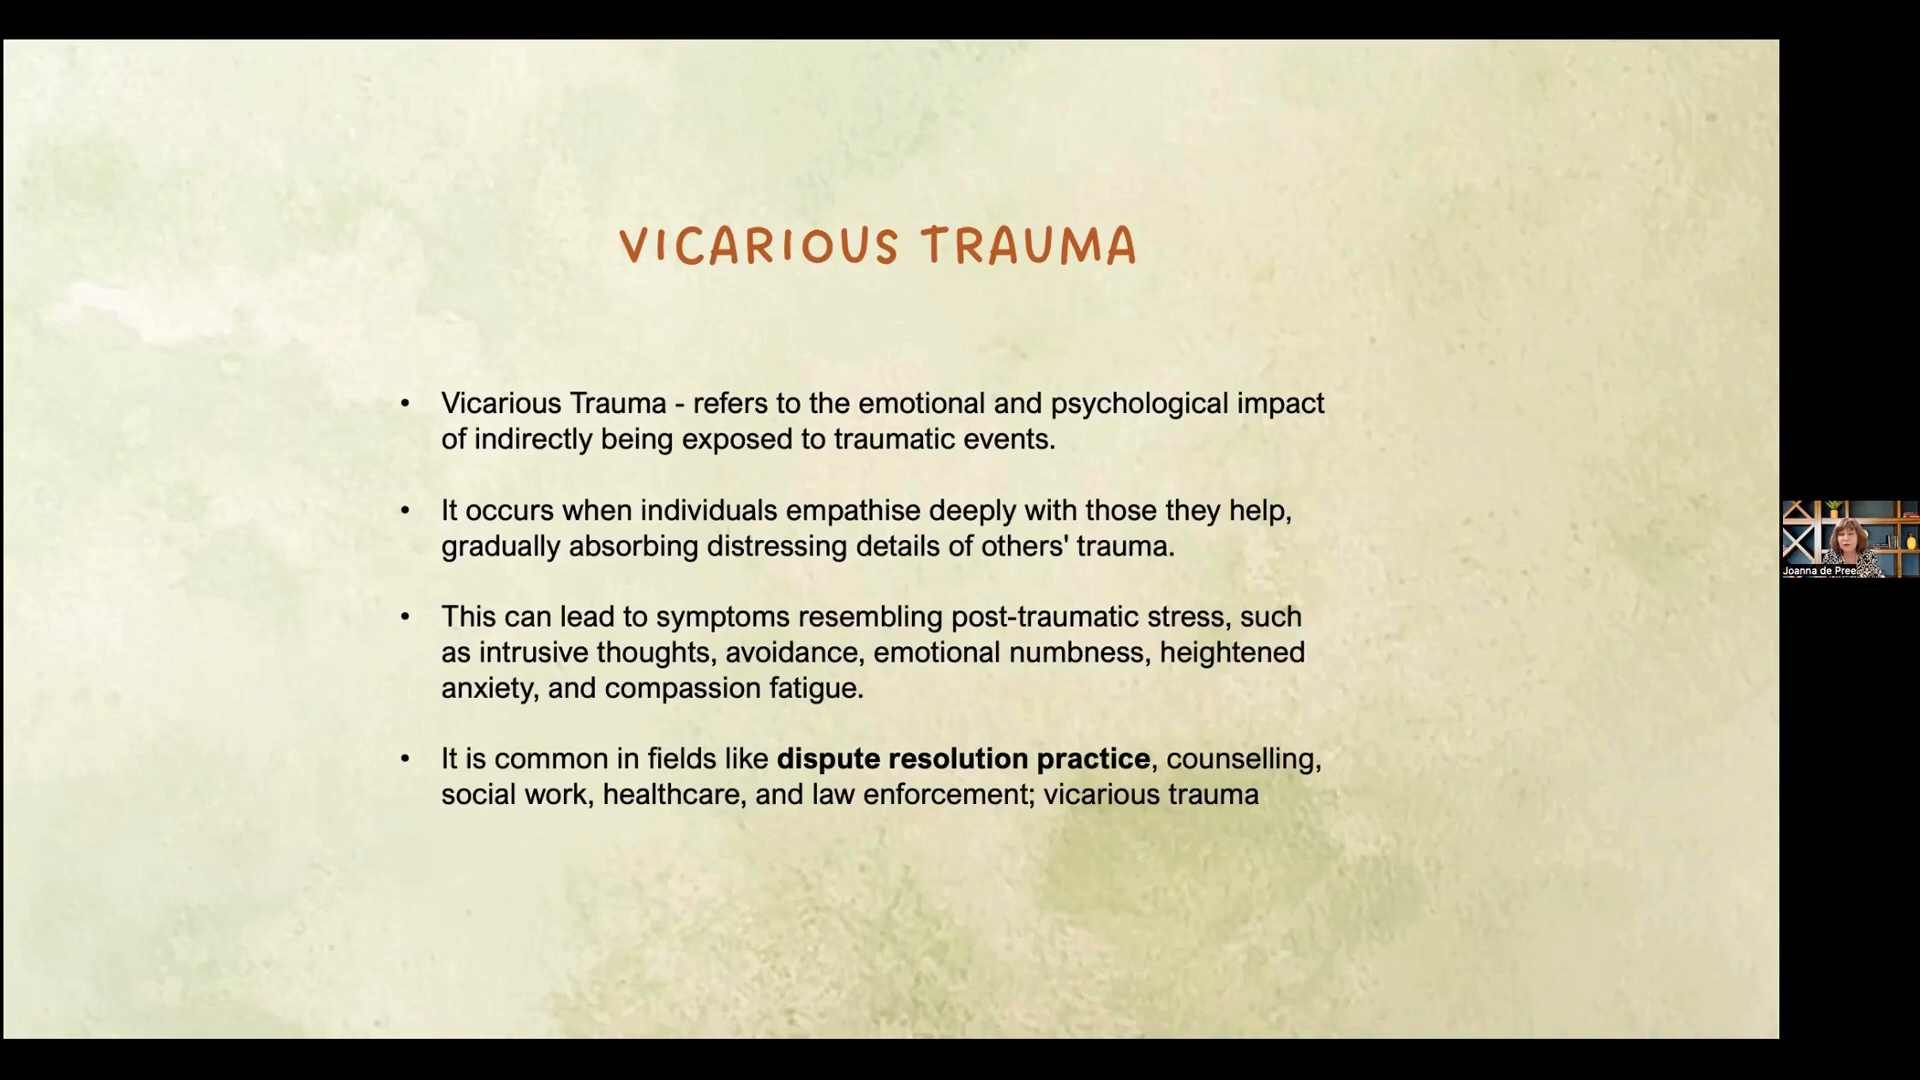 VICARIOUS TRAUMA
• Vicarious Trauma - refers to the emotional and psychological impact
of indirectly being exposed to traumatic events.
• It occurs when individuals empathise deeply with those they help,
gradually absorbing distressing details of others' trauma.
• This can lead to symptoms resembling post-traumatic stress, such
as intrusive thoughts, avoidance, emotional numbness, heightened
anxiety, and compassion fatigue.
• It is common in fields like dispute resolution practice, counselling,
social work, healthcare, and law enforcement; vicarious trauma
Joanna de Pree